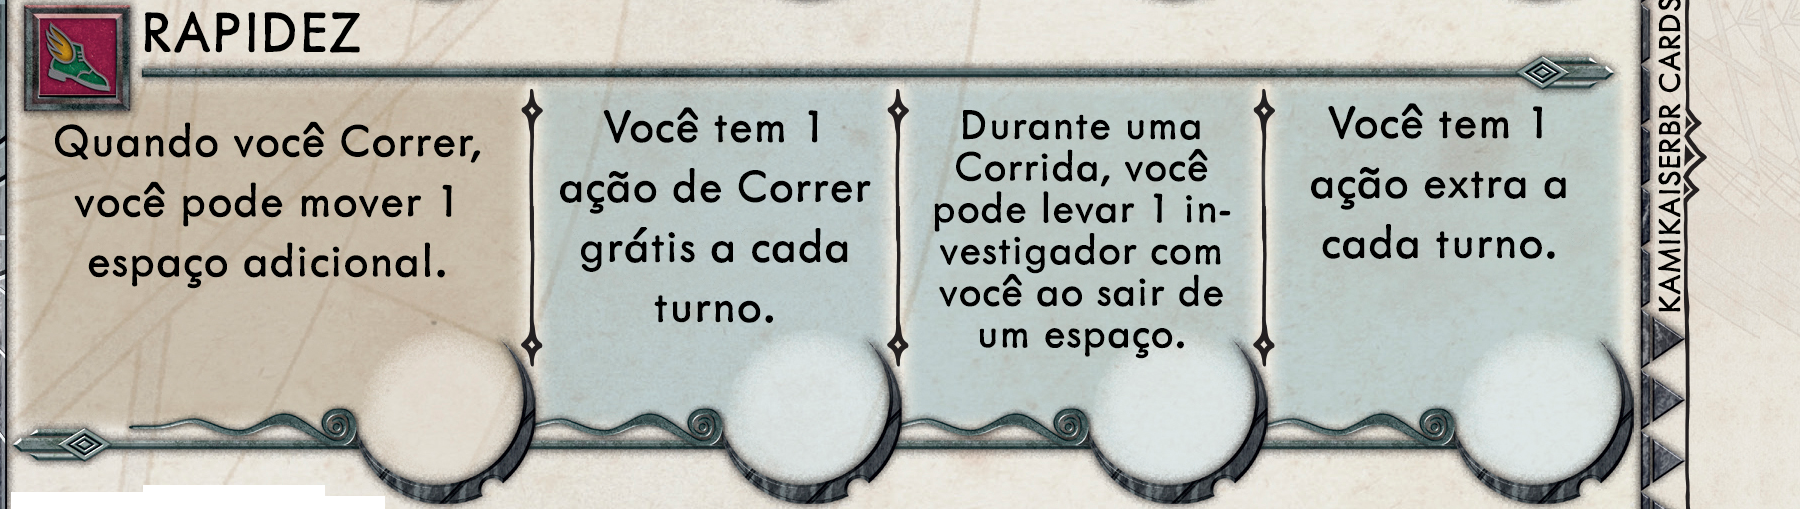 RAPIDEZ
Quando você Correr,
você pode mover 1
espaço adicional.
Você tem 1
ação de Correr
grátis a cada
turno.
Durante uma
Corrida, você
pode levar 1 in-
vestigador com
você ao sair de
um espaço.
Você tem 1
ação extra a
cada turno.
KAMIKAISERBR CARDS